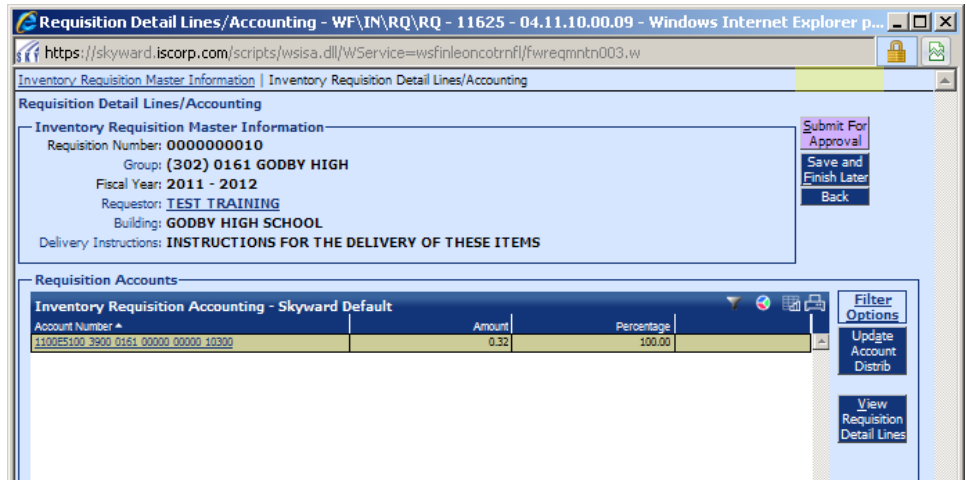 Requisition Detail Lines/Accounting - WF\IN\RQ\RQ - 11625 - 04.11.10.00.09 - Windows Internet Explorer p...
https://skyward.iscorp.com/scripts/wsisa.dll/WService=wsfinleoncotrnfl/fwreqmntn003.w
Inventory Requisition Master Information | Inventory Requisition Detail Lines/Accounting
Requisition Detail Lines/Accounting
Inventory Requisition Master Information
Requisition Number: 0000000010
Group: (302) 0161 GODBY HIGH
Fiscal Year: 2011 - 2012
Requestor: TEST TRAINING
Building: GODBY HIGH SCHOOL
Delivery Instructions: INSTRUCTIONS FOR THE DELIVERY OF THESE ITEMS
Submit For
Approval
Save and
Finish Later
Back
Requisition Accounts
Inventory Requisition Accounting - Skyward Default
Account Number Amount Percentage
1100E5100 3900 0161 00000 00000 10300 0.32 100.00
Filter
Options
Update
Account
Distrib
View
Requisition
Detail Lines